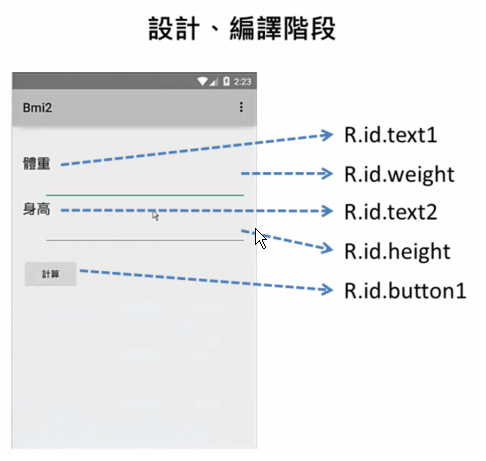 設計、編譯階段
2:23
Bmi2
R.id.text1
體重
R.id.weight
身高
R.id.text2
R.id.height
計算
R.id.button1